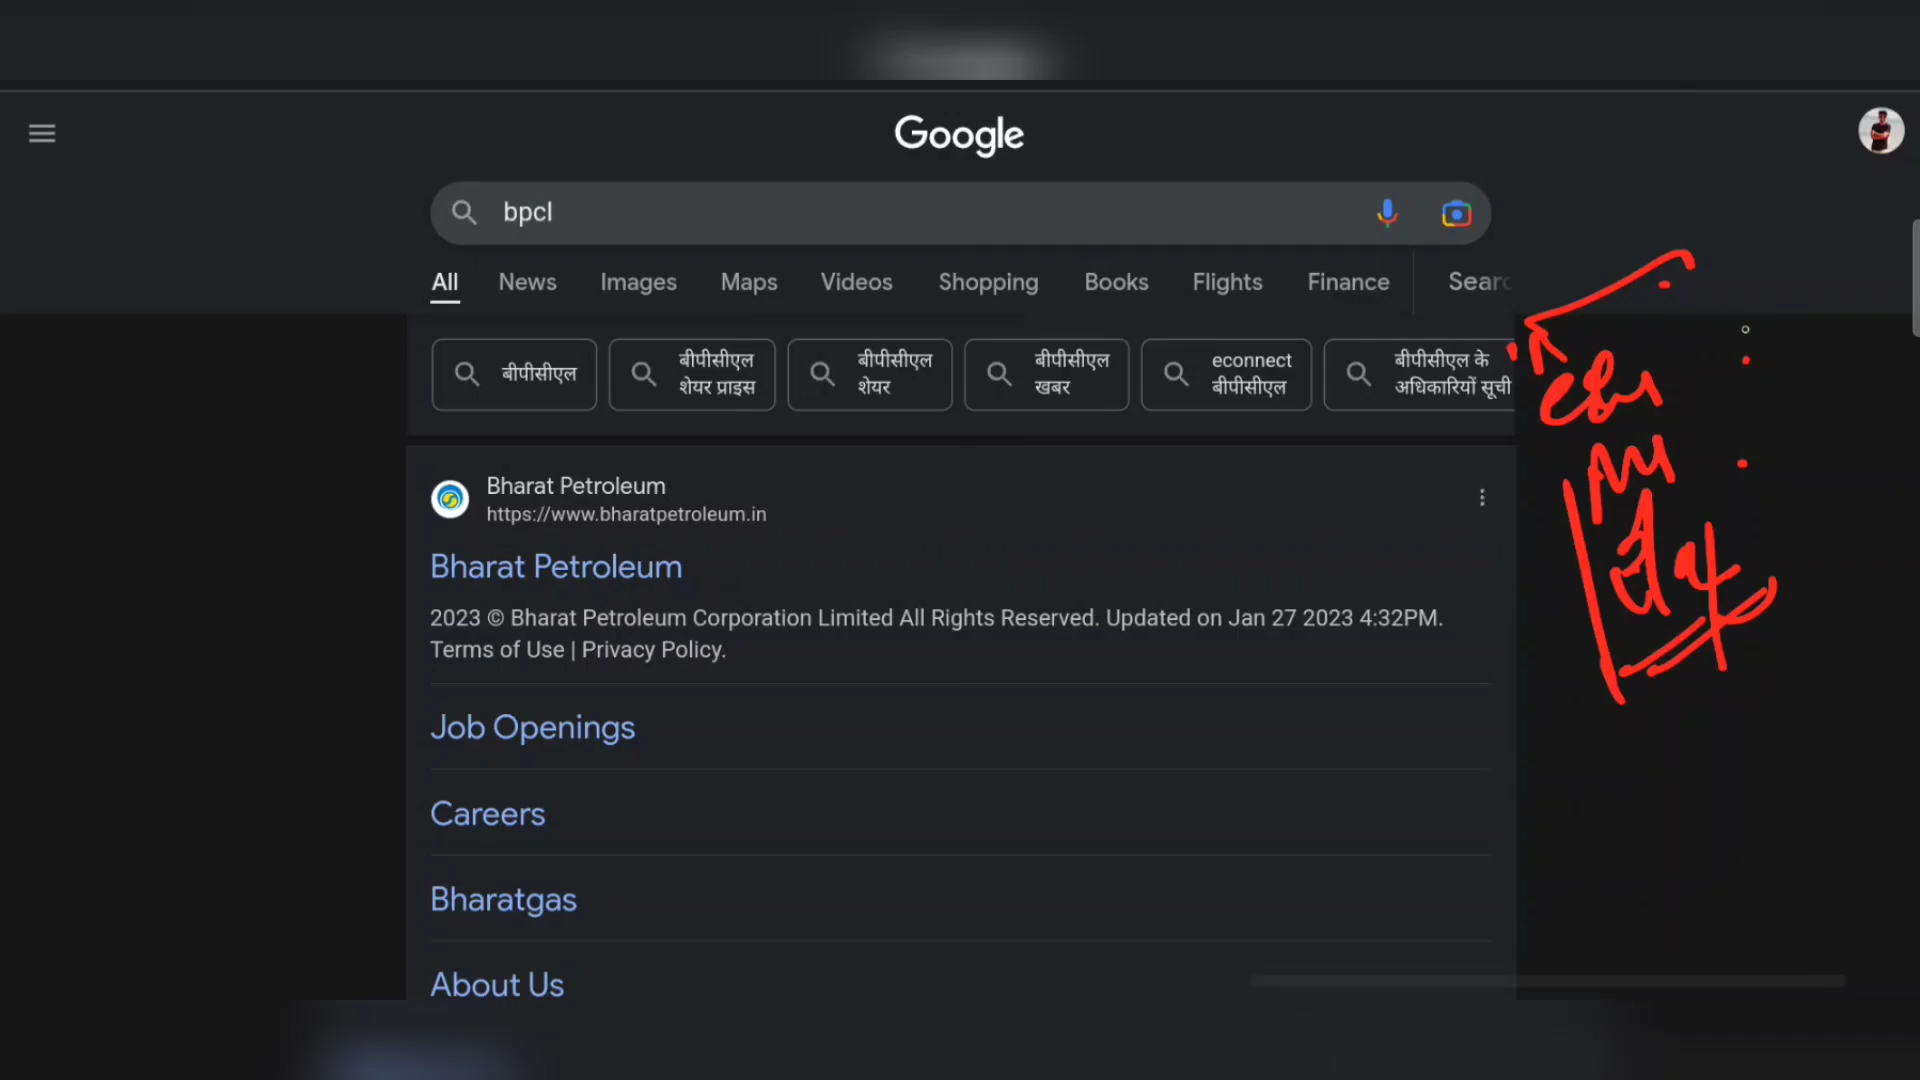 Google
bpcl
All News Images Maps Videos Shopping Books Flights Finance Searc
बीपीसीएल
बीपीसीएल
शेयर प्राइस
बीपीसीएल
शेयर
बीपीसीएल
खबर
econnect
बीपीसीएल
बीपीसीएल के
अधिकारियों सूची
Bharat Petroleum
https://www.bharatpetroleum.in
Bharat Petroleum
2023 © Bharat Petroleum Corporation Limited All Rights Reserved. Updated on Jan 27 2023 4:32PM.
Terms of Use | Privacy Policy.
Job Openings
Careers
Bharatgas
About Us